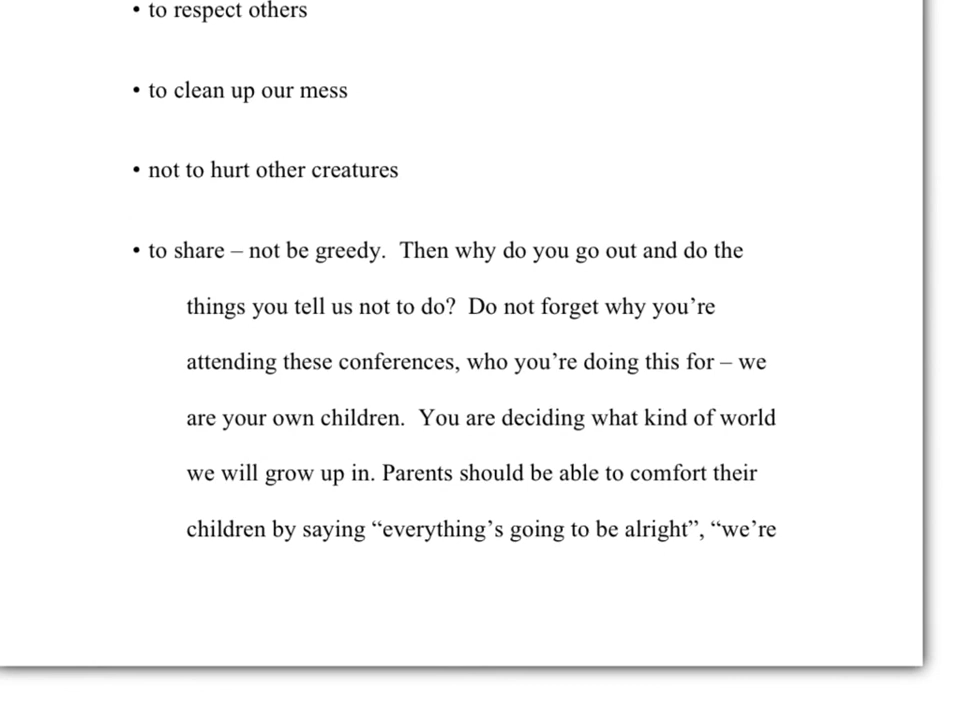 • to respect others
• to clean up our mess
• not to hurt other creatures
• to share – not be greedy.  Then why do you go out and do the
things you tell us not to do?  Do not forget why you’re
attending these conferences, who you’re doing this for – we
are your own children.  You are deciding what kind of world
we will grow up in. Parents should be able to comfort their
children by saying “everything’s going to be alright”, “we’re